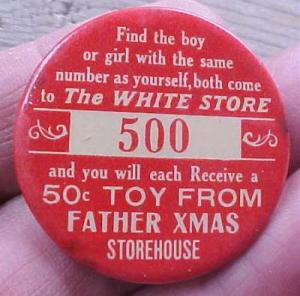 Find the boy
or girl with the same
number as yourself, both come
to The WHITE STORE
500
and you will each Receive a
50c TOY FROM
FATHER XMAS
STOREHOUSE